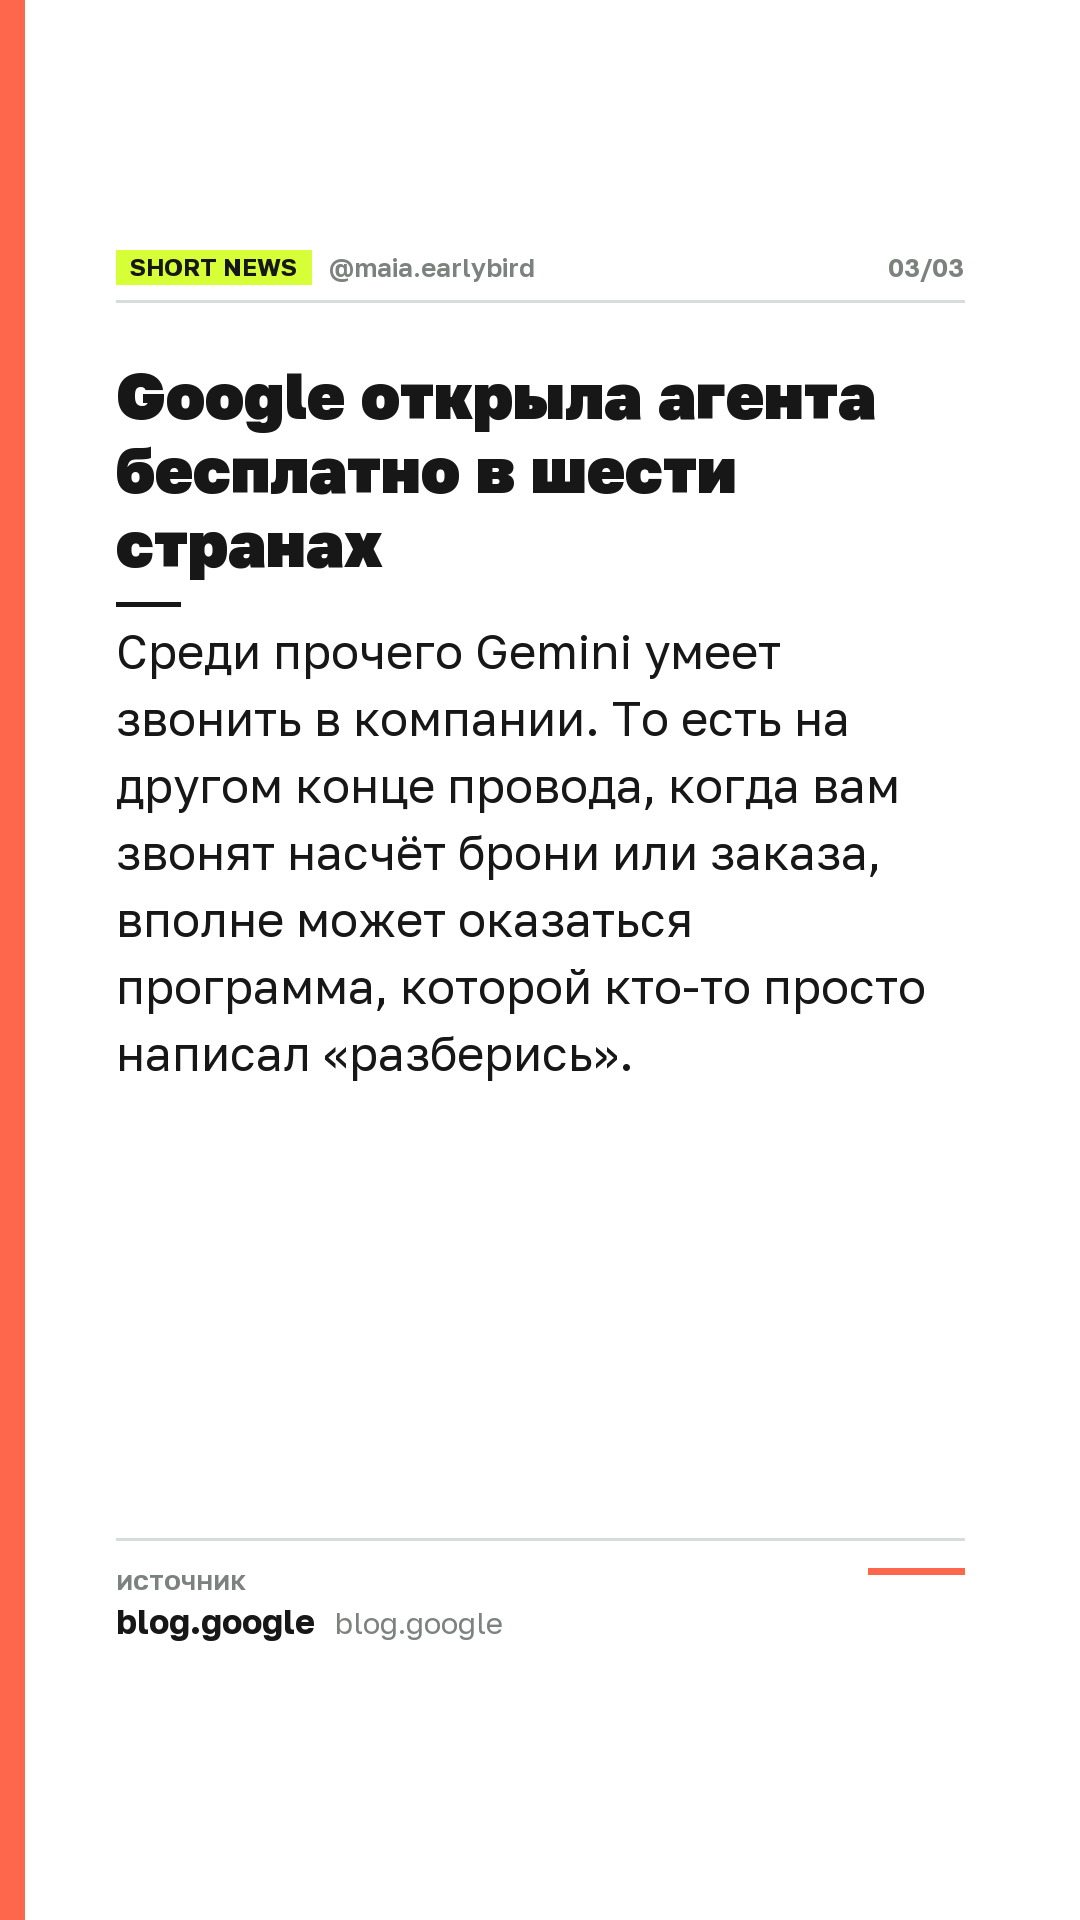 SHORT NEWS @maia.earlybird 03/03
Google открыла агента
бесплатно в шести
странах
Среди прочего Gemini умеет
звонить в компании. То есть на
другом конце провода, когда вам
звонят насчёт брони или заказа,
вполне может оказаться
программа, которой кто-то просто
написал «разберись».
источник
blog.google blog.google